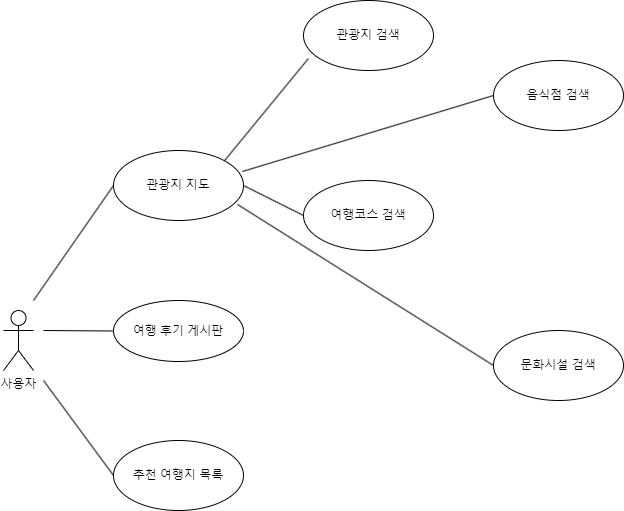 관광지 검색
음식점 검색
관광지 지도
여행코스 검색
여행 후기 게시판
문화시설 검색
사용자
추천 여행지 목록